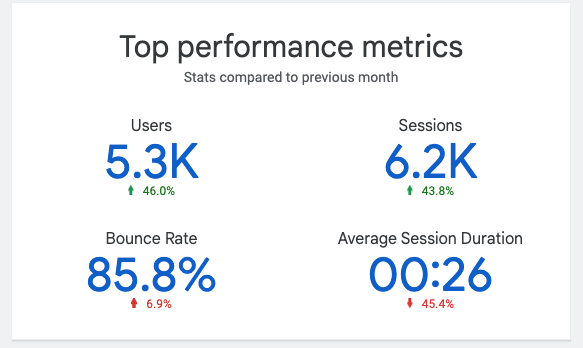 Top performance metrics
Stats compared to previous month
Users
5.3K
46.0%
Sessions
6.2K
43.8%
Bounce Rate
85.8%
6.9%
Average Session Duration
00:26
45.4%